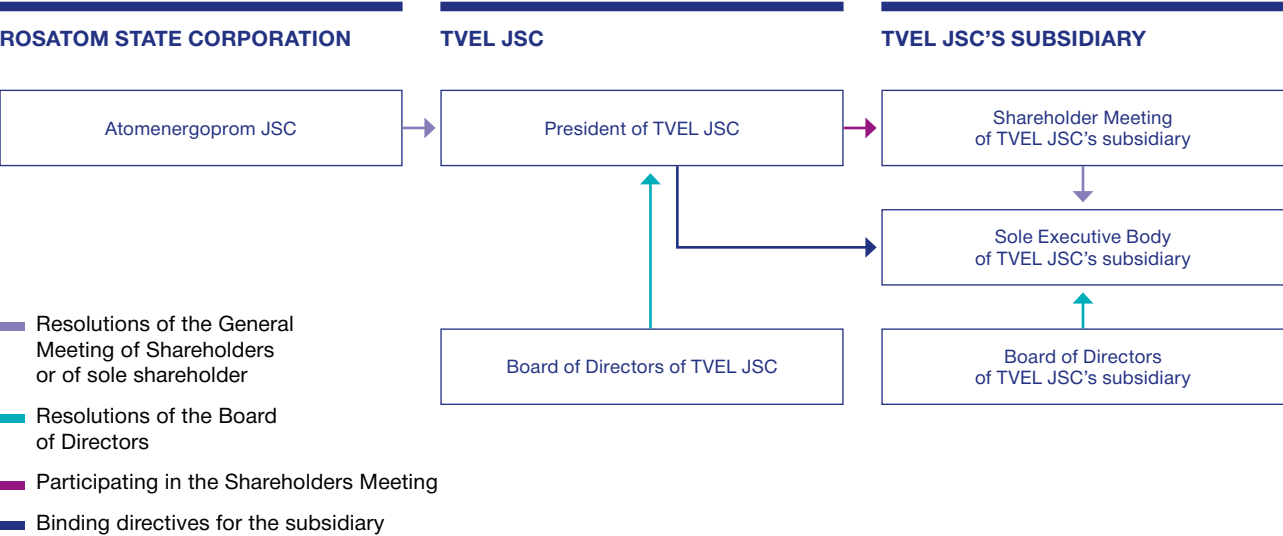 ROSATOM STATE CORPORATION
TVEL JSC
TVEL JSC'S SUBSIDIARY
Atomenergoprom JSC
President of TVEL JSC
Shareholder Meeting
of TVEL JSC's subsidiary
Sole Executive Body
of TVEL JSC's subsidiary
Board of Directors of TVEL JSC
Board of Directors
of TVEL JSC's subsidiary
Resolutions of the General
Meeting of Shareholders
or of sole shareholder
Resolutions of the Board
of Directors
Participating in the Shareholders Meeting
Binding directives for the subsidiary